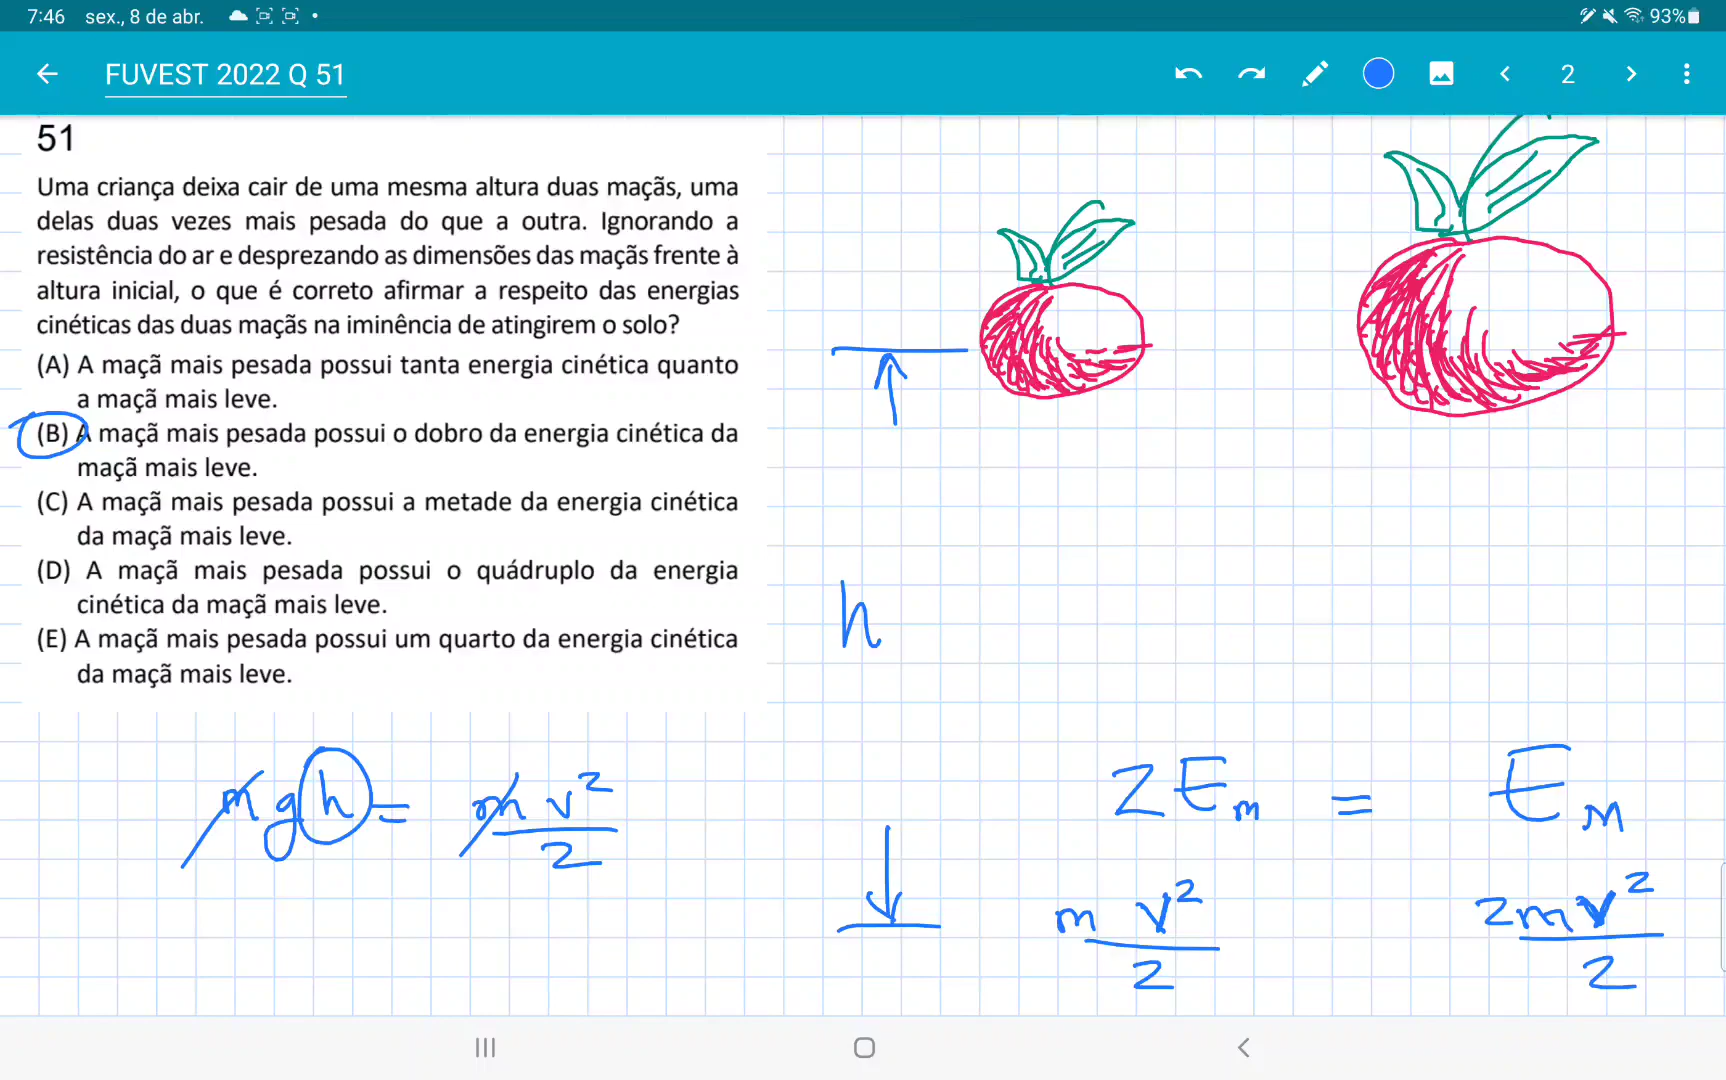 7:46 sex., 8 de abr. 93%
FUVEST 2022 Q 51
2
51
Uma criança deixa cair de uma mesma altura duas maçãs, uma
delas duas vezes mais pesada do que a outra. Ignorando a
resistência do ar e desprezando as dimensões das maçãs frente à
altura inicial, o que é correto afirmar a respeito das energias
cinéticas das duas maçãs na iminência de atingirem o solo?
(A) A maçã mais pesada possui tanta energia cinética quanto
a maçã mais leve.
(B) A maçã mais pesada possui o dobro da energia cinética da
maçã mais leve.
(C) A maçã mais pesada possui a metade da energia cinética
da maçã mais leve.
(D) A maçã mais pesada possui o quádruplo da energia
cinética da maçã mais leve.
(E) A maçã mais pesada possui um quarto da energia cinética
da maçã mais leve.
h
mgh = mv²/2
2Em = EM
mv²/2
2mv²/2